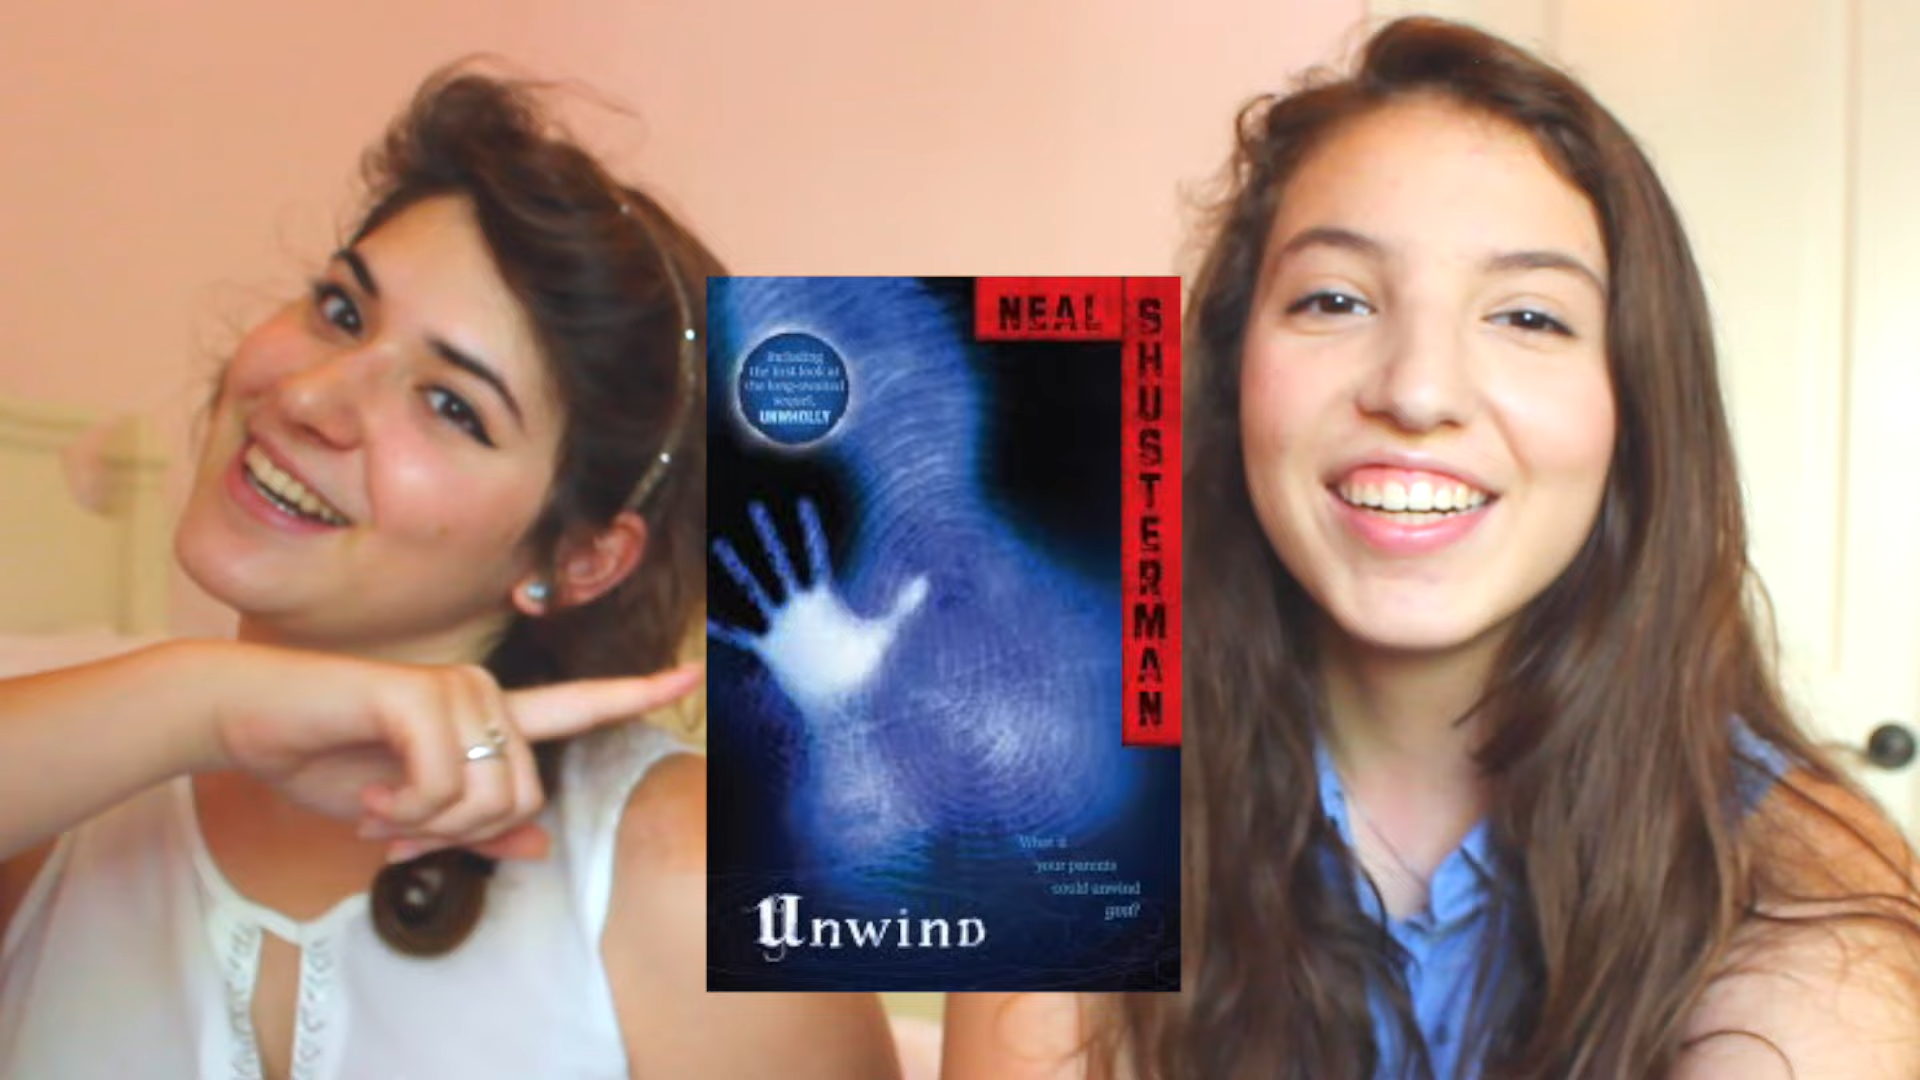 NEAL
SHUSTERMAN
Including
the first look at
the long-awaited
sequel,
UNWHOLLY
What if
your parents
could unwind
you?
Unwind